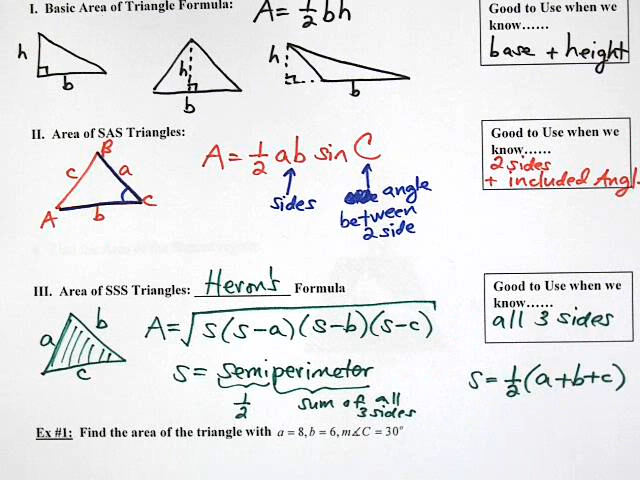 I. Basic Area of Triangle Formula: A = 1/2 bh
Good to Use when we
know......
base + height
h
b
h
b
h
b
II. Area of SAS Triangles:
A = 1/2 ab sin C
sides
angle
between
2 side
B
c
a
A
b
C
Good to Use when we
know......
2 sides
+ included Angl.
III. Area of SSS Triangles: Heron's Formula
A = √s(s-a)(s-b)(s-c)
a
b
c
s = semiperimeter
1/2
sum of all
3 sides
Good to Use when we
know......
all 3 sides
s = 1/2(a+b+c)
Ex #1: Find the area of the triangle with a = 8, b = 6, m∠C = 30°